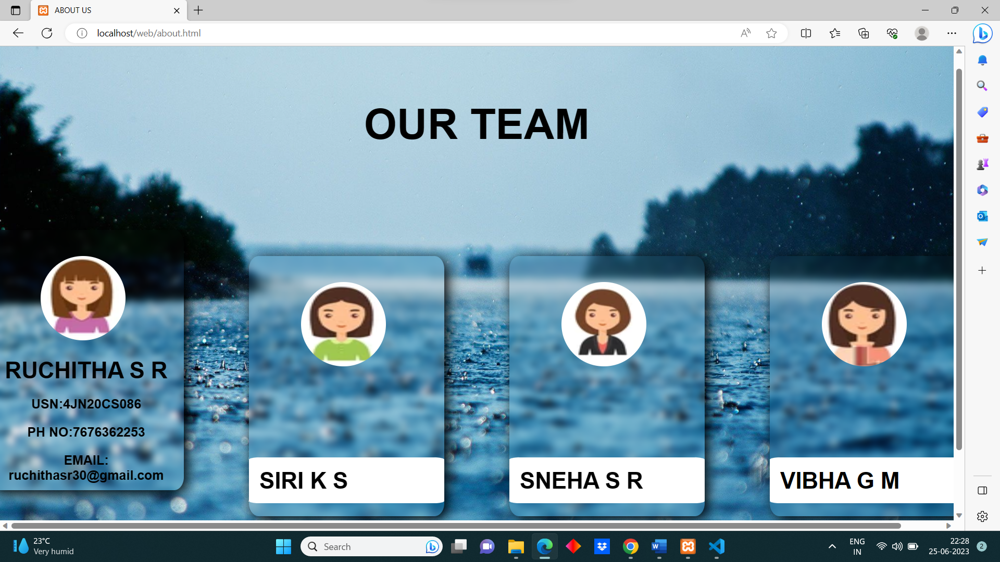 ABOUT US
localhost/web/about.html
OUR TEAM
RUCHITHA S R
USN:4JN20CS086
PH NO:7676362253
EMAIL:
ruchithasr30@gmail.com
SIRI K S
SNEHA S R
VIBHA G M
23°C
Very humid
Search
ENG
IN
22:28
25-06-2023
2